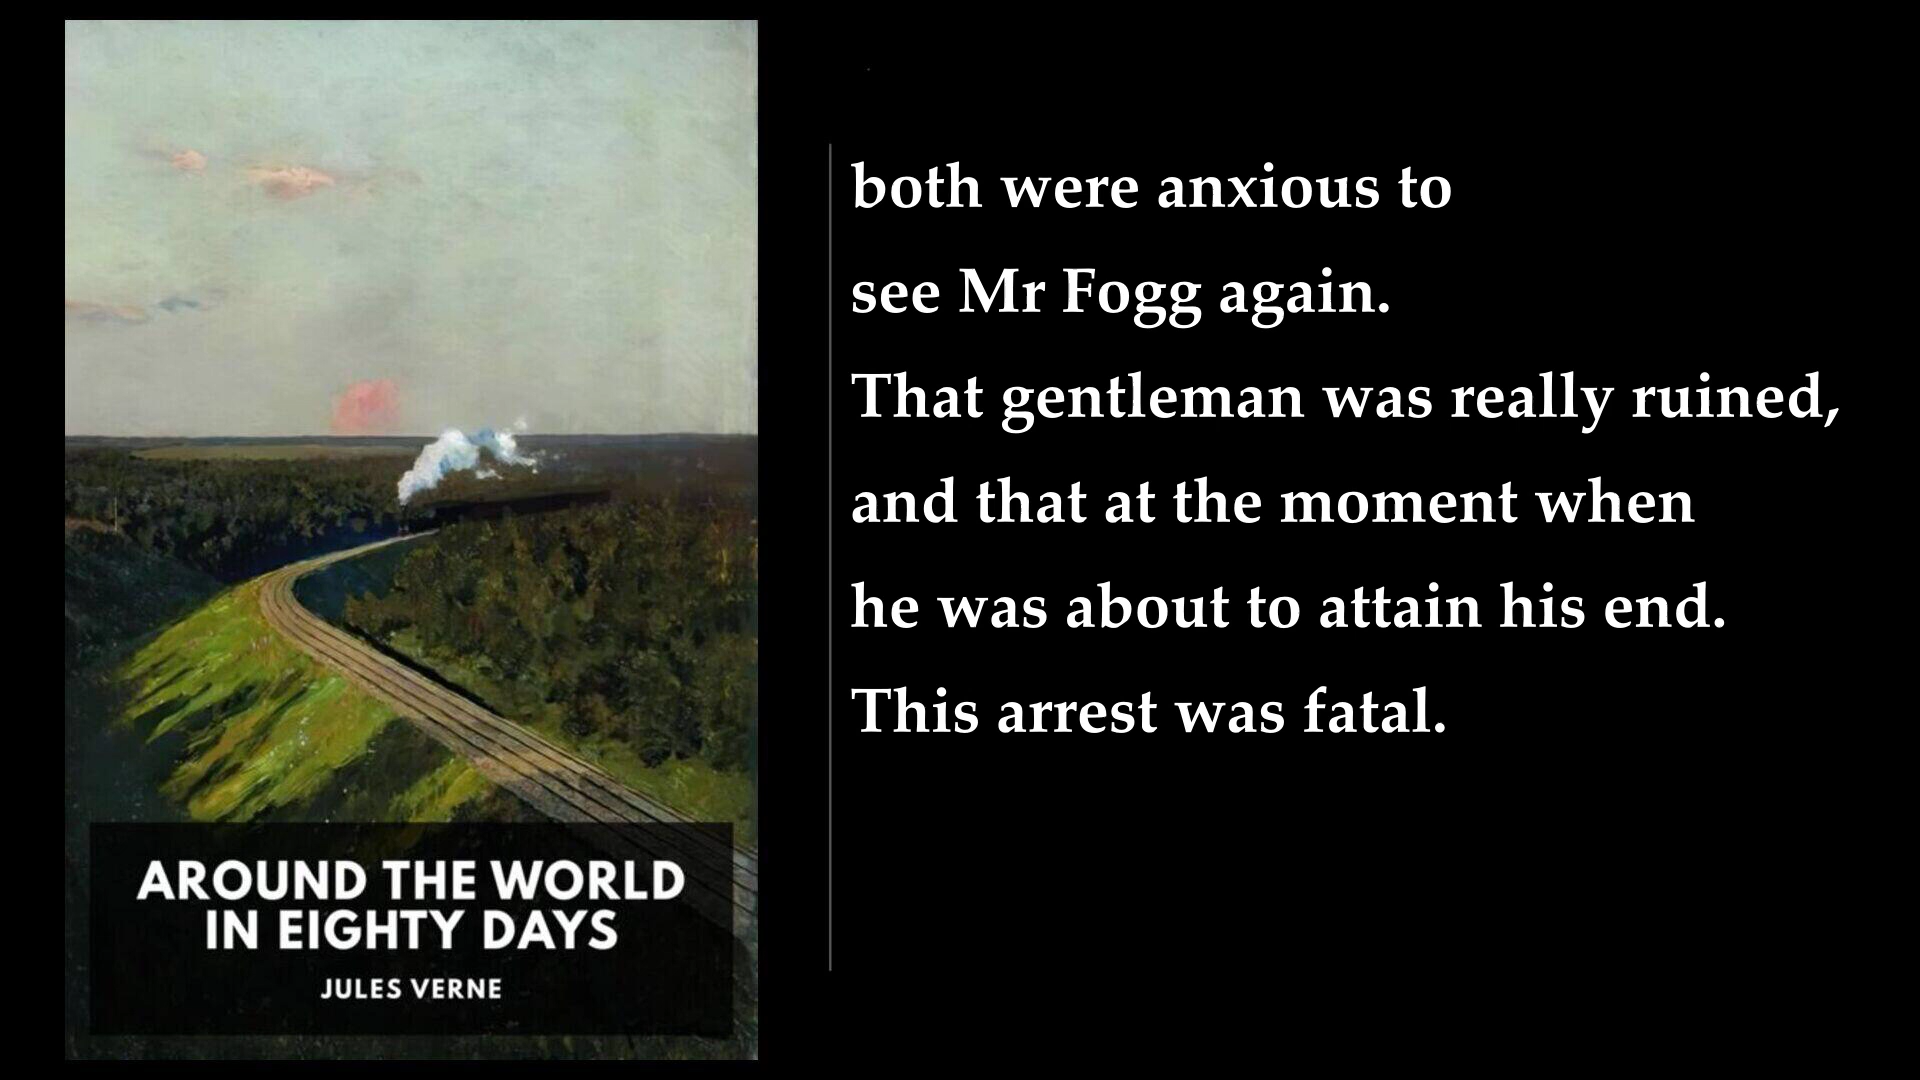 both were anxious to
see Mr Fogg again.
That gentleman was really ruined,
and that at the moment when
he was about to attain his end.
This arrest was fatal.
AROUND THE WORLD
IN EIGHTY DAYS
JULES VERNE